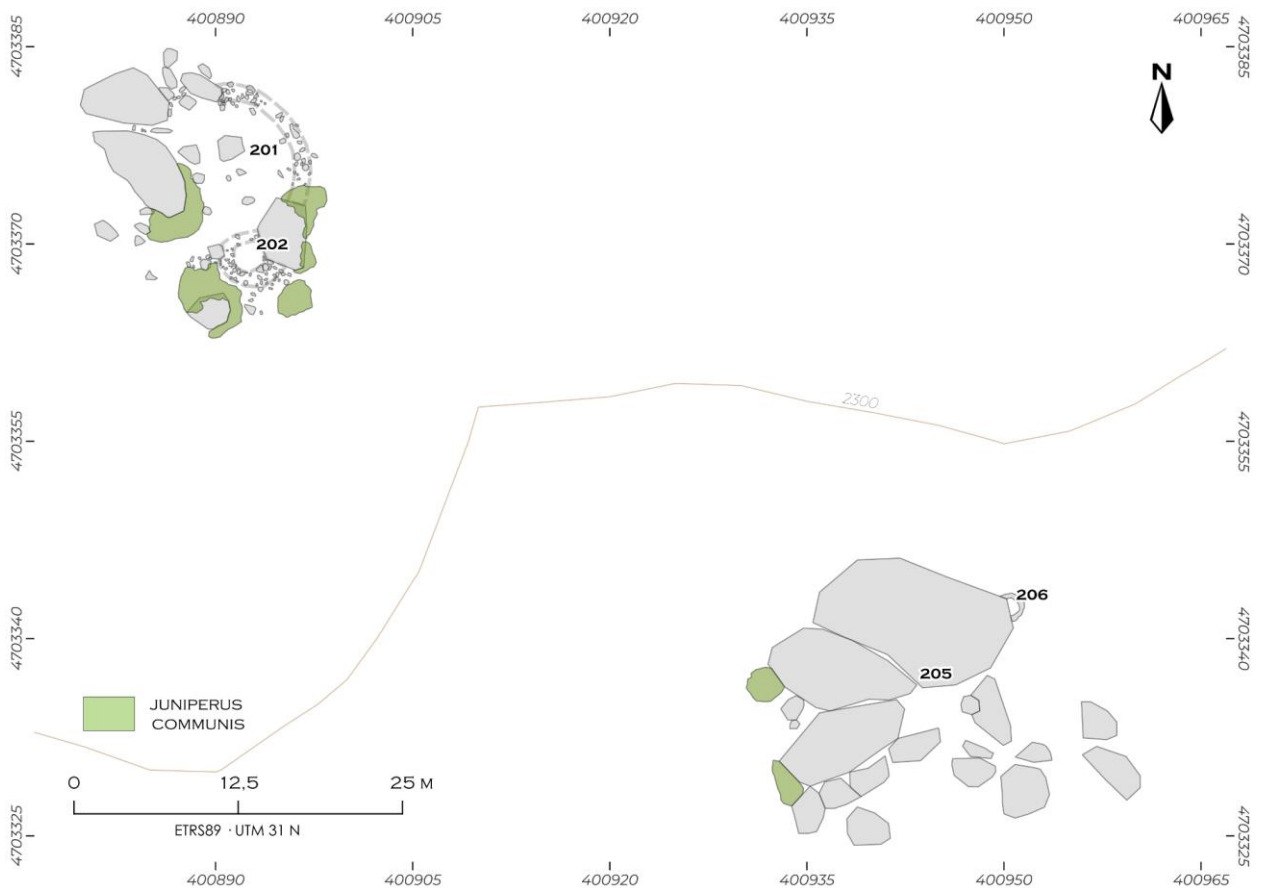 400890 400905 400920 400935 400950 400965
4703385 4703385
N
201
4703370 202 4703370
2300
4703355 4703355
206
4703340 4703340
205
JUNIPERUS
COMMUNIS
0 12,5 25 M
ETRS89 · UTM 31 N
4703325 4703325
400890 400905 400920 400935 400950 400965